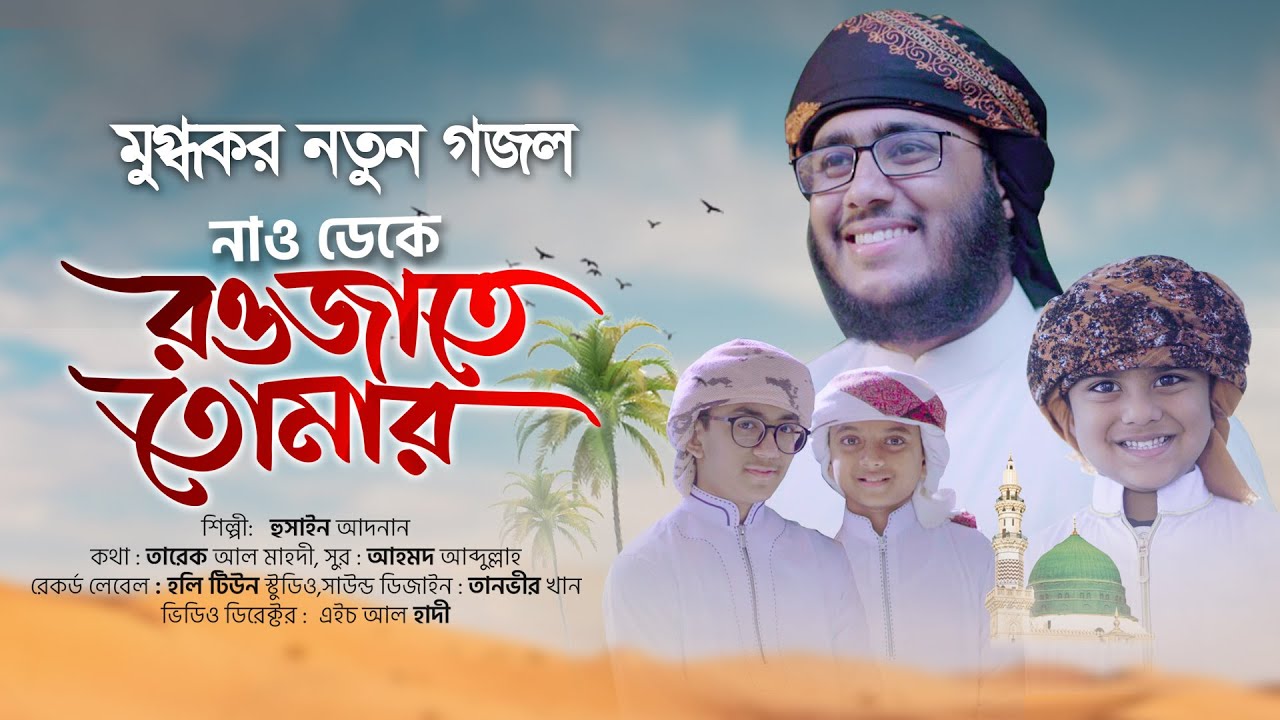 মুগ্ধকর নতুন গজল
নাও ডেকে
রওজাতে
তোমার
শিল্পী: হুসাইন আদনান
কথা : তারেক আল মাহদী, সুর : আহমদ আব্দুল্লাহ
রেকর্ড লেবেল : হলি টিউন স্টুডিও,সাউন্ড ডিজাইন : তানভীর খান
ভিডিও ডিরেক্টর : এইচ আল হাদী